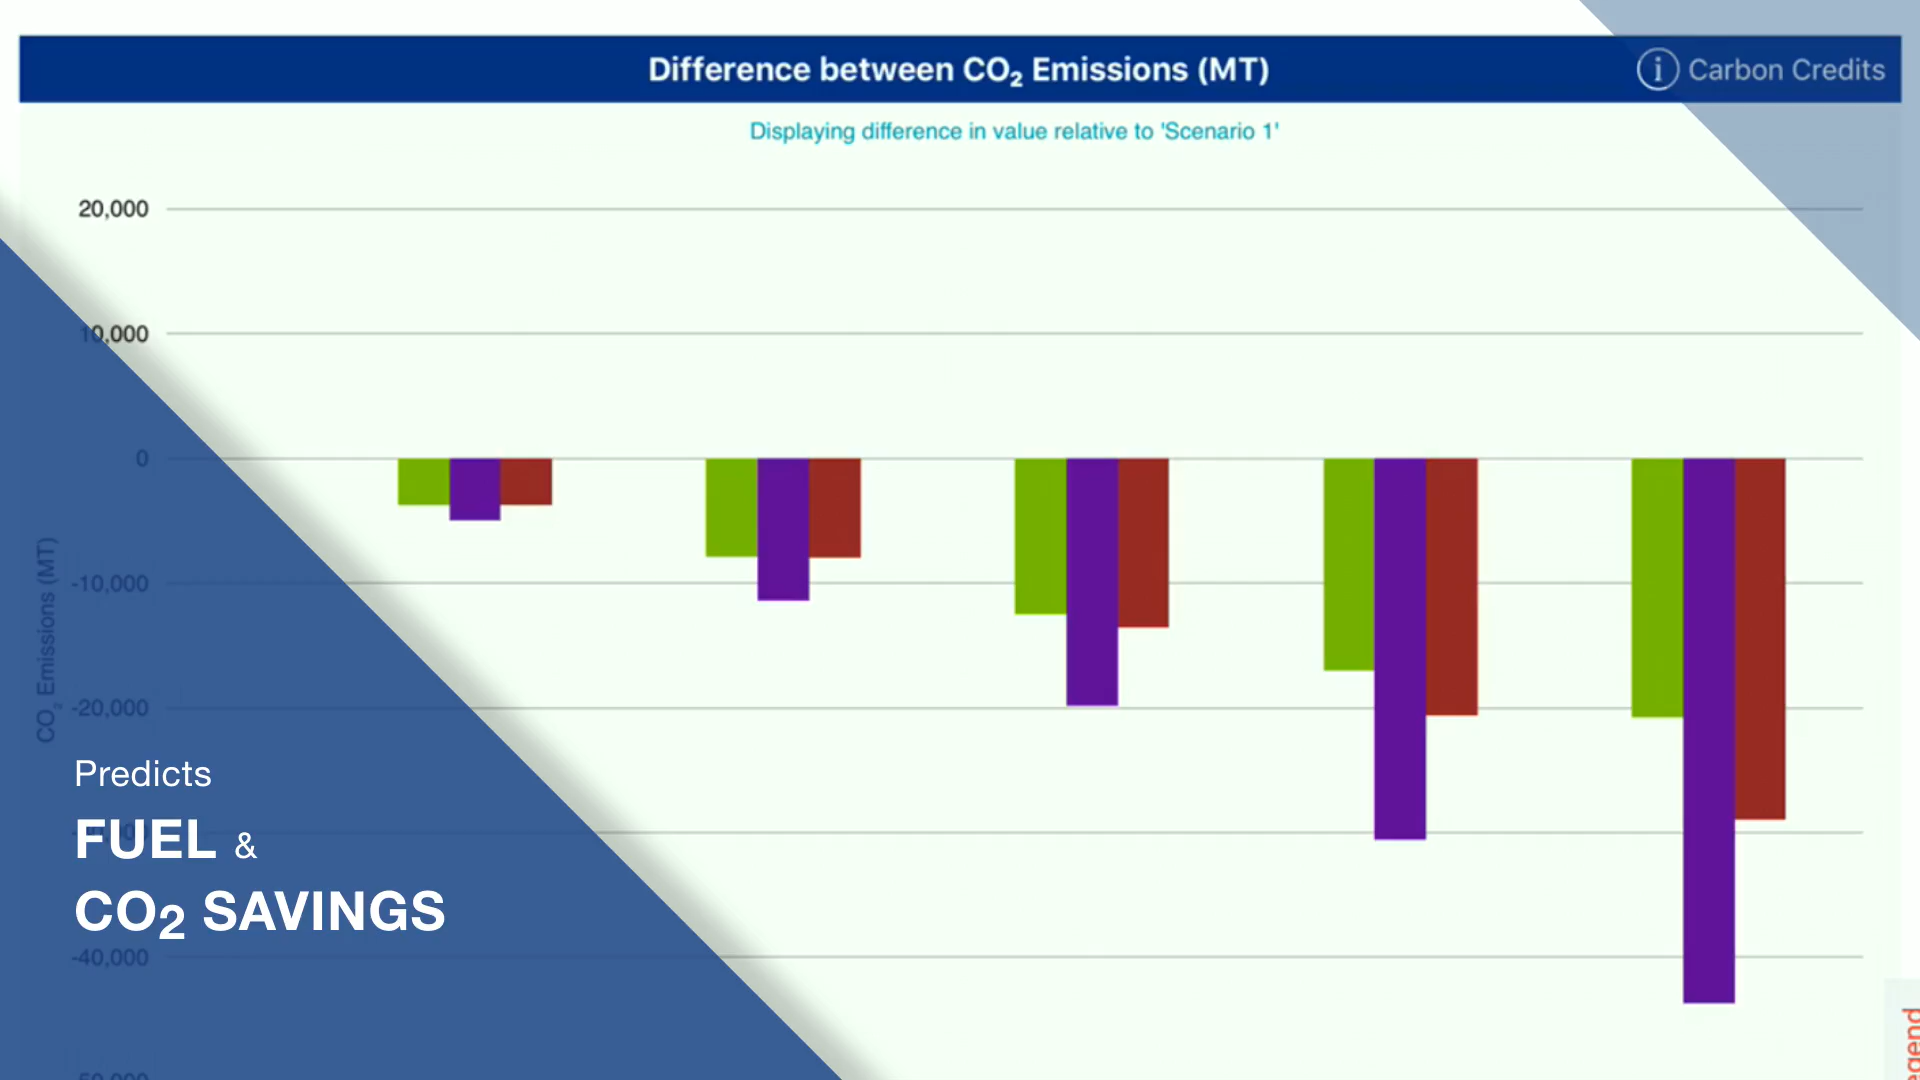 Difference between CO₂ Emissions (MT)
Carbon Credits
Displaying difference in value relative to 'Scenario 1'
20,000
10,000
0
-10,000
-20,000
-40,000
CO₂ Emissions (MT)
Predicts
FUEL &
CO₂ SAVINGS